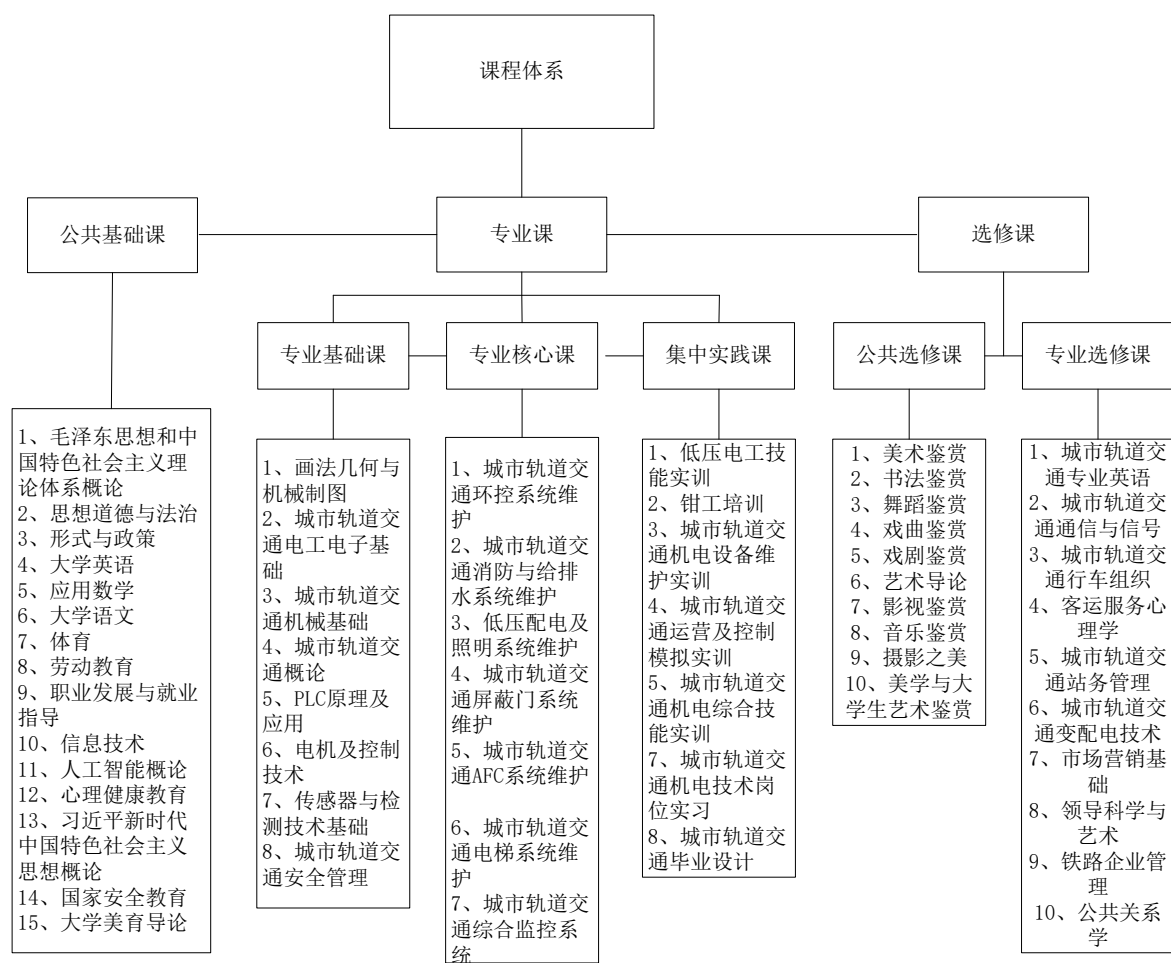 课程体系
公共基础课
专业课
选修课
专业基础课
专业核心课
集中实践课
公共选修课
专业选修课
1、毛泽东思想和中
国特色社会主义理
论体系概论
2、思想道德与法治
3、形式与政策
4、大学英语
5、应用数学
6、大学语文
7、体育
8、劳动教育
9、职业发展与就业
指导
10、信息技术
11、人工智能概论
12、心理健康教育
13、习近平新时代
中国特色社会主义
思想概论
14、国家安全教育
15、大学美育导论
1、画法几何与
机械制图
2、城市轨道交
通电工电子基
础
3、城市轨道交
通机械基础
4、城市轨道交
通概论
5、PLC原理及
应用
6、电机及控制
技术
7、传感器与检
测技术基础
8、城市轨道交
通安全管理
1、城市轨道交
通环控系统维
护
2、城市轨道交
通消防与给排
水系统维护
3、低压配电及
照明系统维护
4、城市轨道交
通屏蔽门系统
维护
5、城市轨道交
通AFC系统维护
6、城市轨道交
通电梯系统维
护
7、城市轨道交
通综合监控系
统
1、低压电工技
能实训
2、钳工培训
3、城市轨道交
通机电设备维
护实训
4、城市轨道交
通运营及控制
模拟实训
5、城市轨道交
通机电综合技
能实训
7、城市轨道交
通机电技术岗
位实习
8、城市轨道交
通毕业设计
1、美术鉴赏
2、书法鉴赏
3、舞蹈鉴赏
4、戏曲鉴赏
5、戏剧鉴赏
6、艺术导论
7、影视鉴赏
8、音乐鉴赏
9、摄影之美
10、美学与大
学生艺术鉴赏
1、城市轨道交
通专业英语
2、城市轨道交
通通信与信号
3、城市轨道交
通行车组织
4、客运服务心
理学
5、城市轨道交
通站务管理
6、城市轨道交
通变配电技术
7、市场营销基
础
8、领导科学与
艺术
9、铁路企业管
理
10、公共关系
学